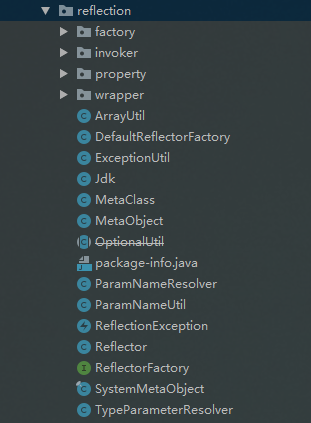 reflection
factory
invoker
property
wrapper
ArrayUtil
DefaultReflectorFactory
ExceptionUtil
Jdk
MetaClass
MetaObject
OptionalUtil
package-info.java
ParamNameResolver
ParamNameUtil
ReflectionException
Reflector
ReflectorFactory
SystemMetaObject
TypeParameterResolver